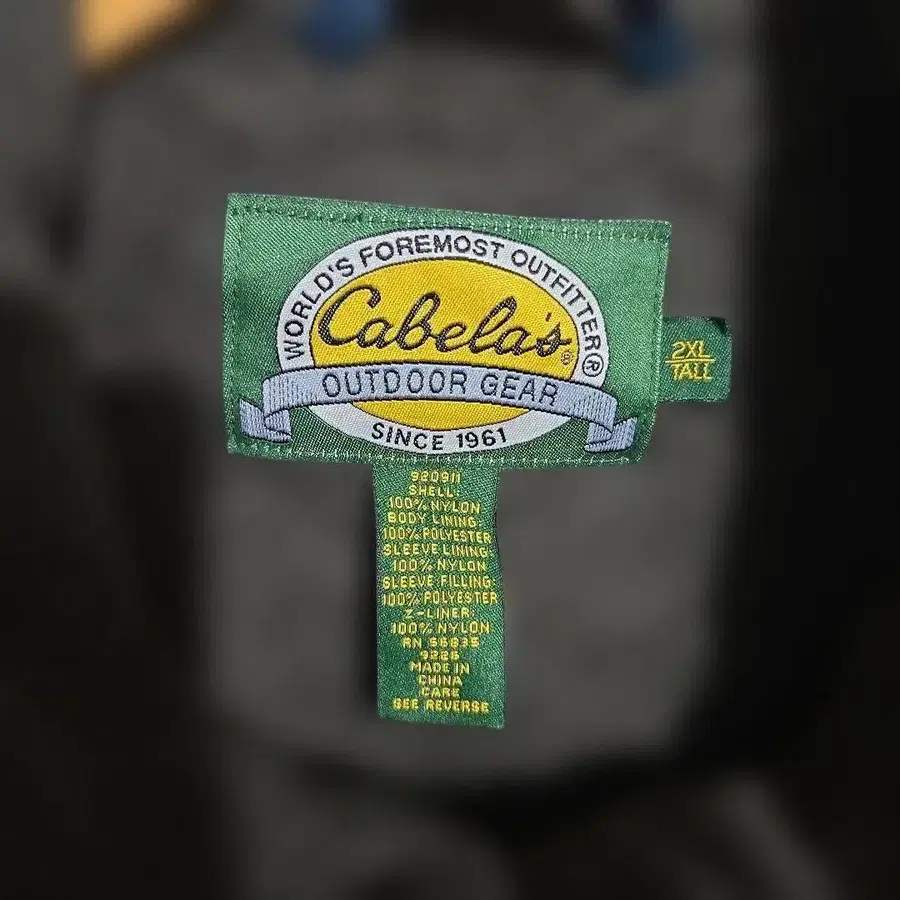 WORLD'S FOREMOST OUTFITTER®
Cabela's®
OUTDOOR GEAR
SINCE 1961
2XL
TALL
920911
SHELL:
100% NYLON
BODY LINING:
100% POLYESTER
SLEEVE LINING:
100% NYLON
SLEEVE FILLING:
100% POLYESTER
Z-LINER:
100% NYLON
RN 56835
9226
MADE IN
CHINA
CARE
SEE REVERSE